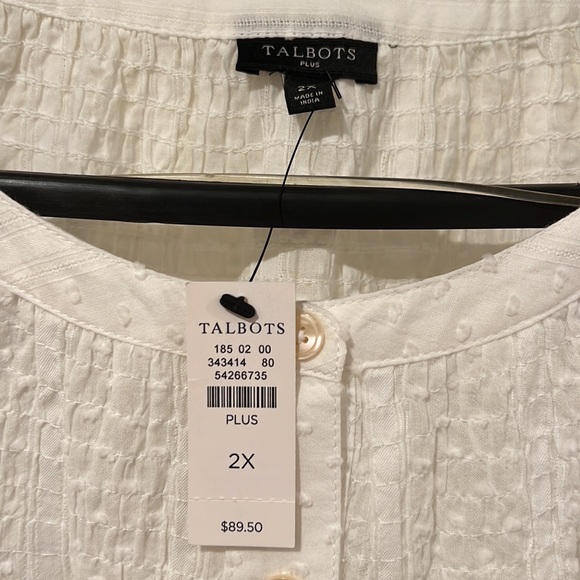 TALBOTS
PLUS
2X
MADE IN
INDIA
TALBOTS
185 02 00
343414 80
54266735
PLUS
2X
$89.50